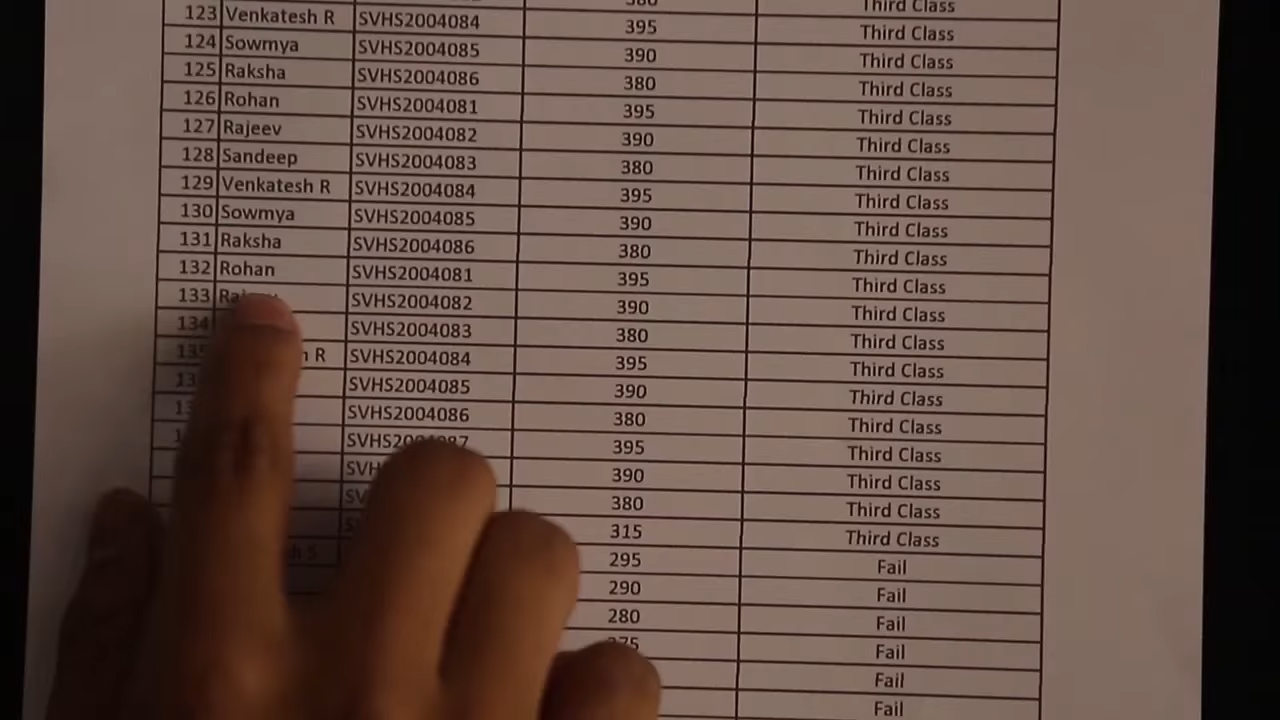 380 Third Class
123 Venkatesh R SVHS2004084 395 Third Class
124 Sowmya SVHS2004085 390 Third Class
125 Raksha SVHS2004086 380 Third Class
126 Rohan SVHS2004081 395 Third Class
127 Rajeev SVHS2004082 390 Third Class
128 Sandeep SVHS2004083 380 Third Class
129 Venkatesh R SVHS2004084 395 Third Class
130 Sowmya SVHS2004085 390 Third Class
131 Raksha SVHS2004086 380 Third Class
132 Rohan SVHS2004081 395 Third Class
133 SVHS2004082 390 Third Class
134 SVHS2004083 380 Third Class
135 R SVHS2004084 395 Third Class
SVHS2004085 390 Third Class
SVHS2004086 380 Third Class
395 Third Class
390 Third Class
380 Third Class
315 Third Class
295 Fail
290 Fail
280 Fail
Fail
Fail
Fail